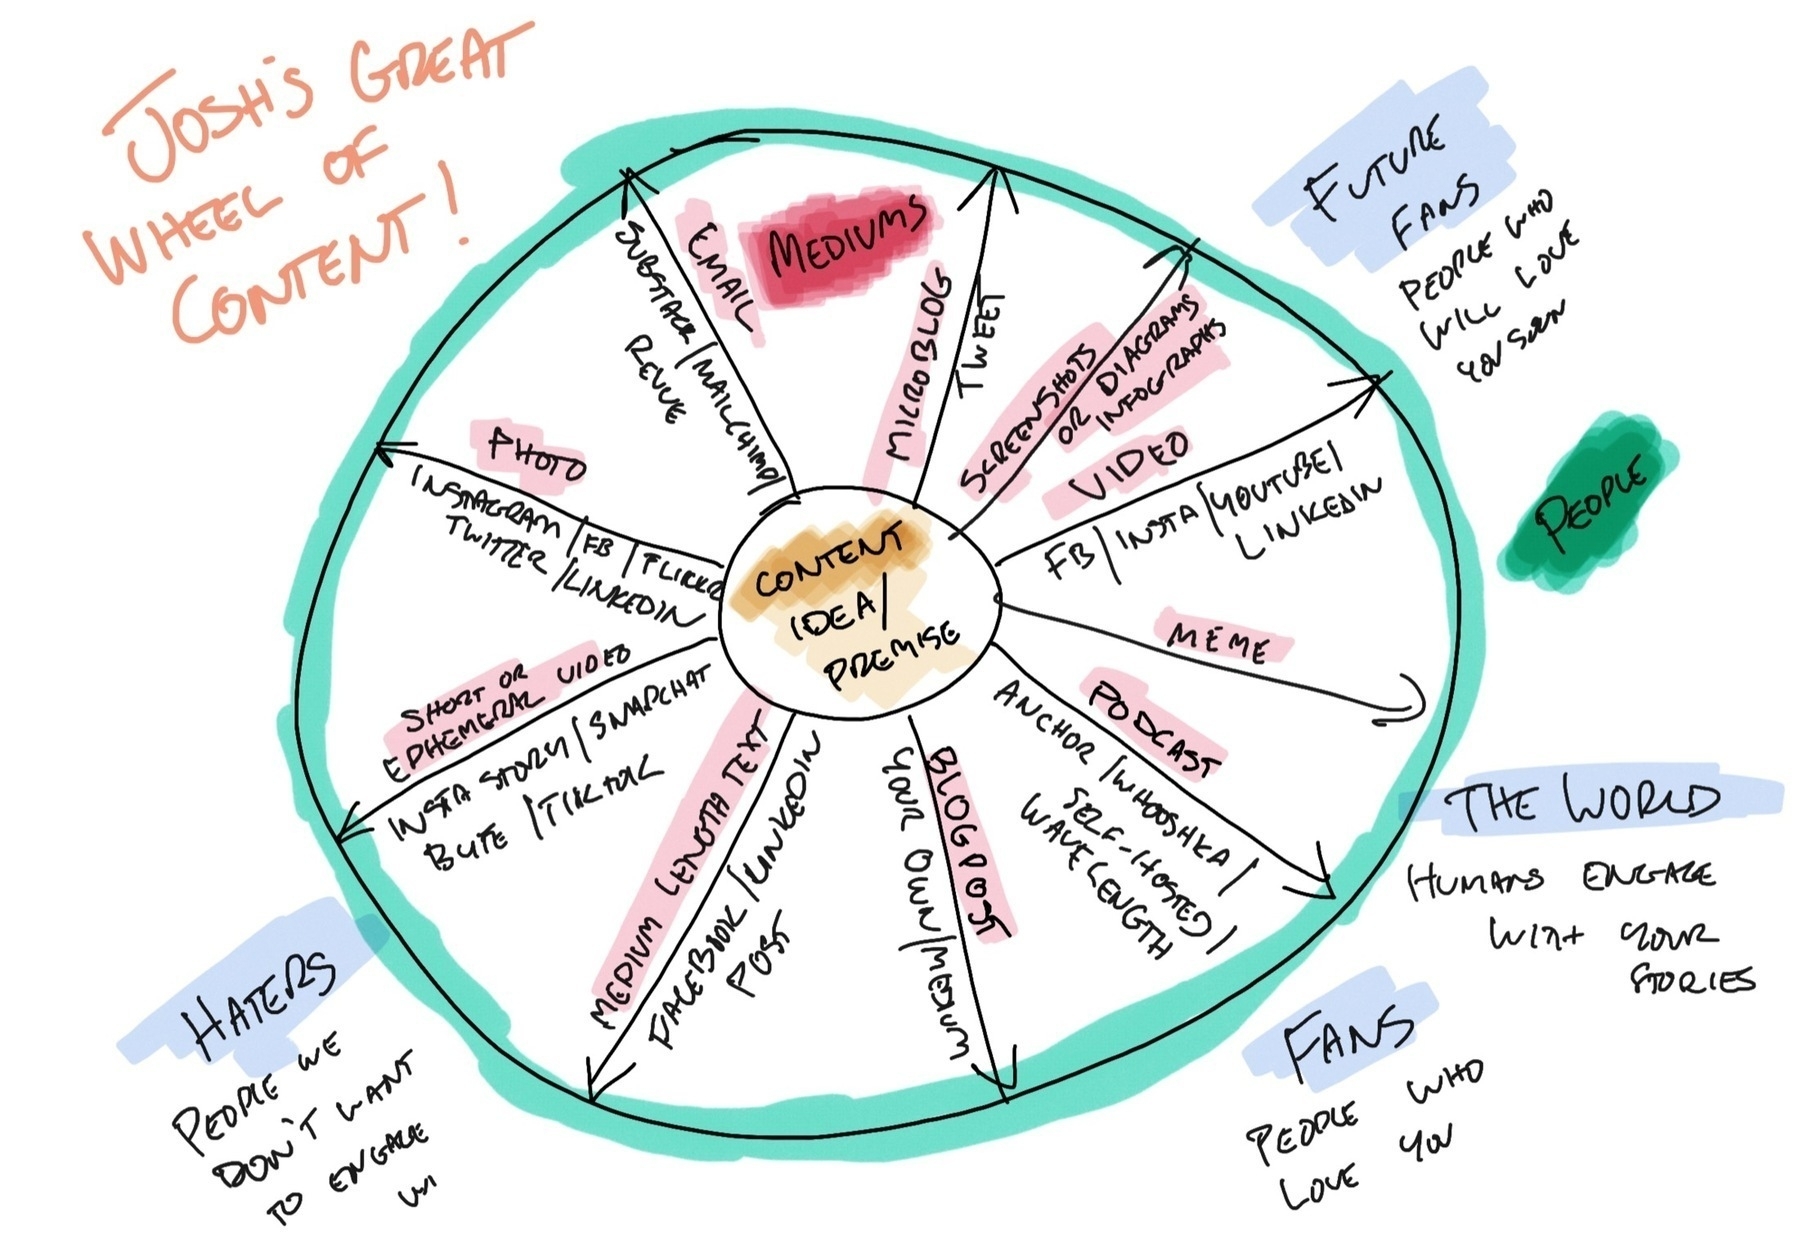 JOSH'S GREAT
WHEEL OF
CONTENT!
MEDIUMS
EMAIL
SUBSTACK/MAILCHIMP/
REVUE
MICROBLOG
TWEET
SCREENSHOTS
OR DIAGRAMS
INFOGRAPHS
VIDEO
FB/INSTA/YOUTUBE/
LINKEDIN
MEME
PODCAST
ANCHOR/WHOOSHKA/
SELF-HOSTED/
WAVELENGTH
BLOGPOST
YOUR OWN/MEDIUM
MEDIUM LENGTH TEXT
FACEBOOK/LINKEDIN
POST
SHORT OR
EPHEMERAL VIDEO
INSTA STORY/SNAPCHAT
BYTE/TIKTOK
PHOTO
INSTAGRAM/FB/FLICKR
TWITTER/LINKEDIN
CONTENT
IDEA/
PREMISE
FUTURE
FANS
PEOPLE WHO
WILL LOVE
YOU SOON
PEOPLE
THE WORLD
HUMANS ENGAGE
WITH YOUR
STORIES
FANS
PEOPLE WHO
LOVE YOU
HATERS
PEOPLE WE
DON'T WANT
TO ENGAGE